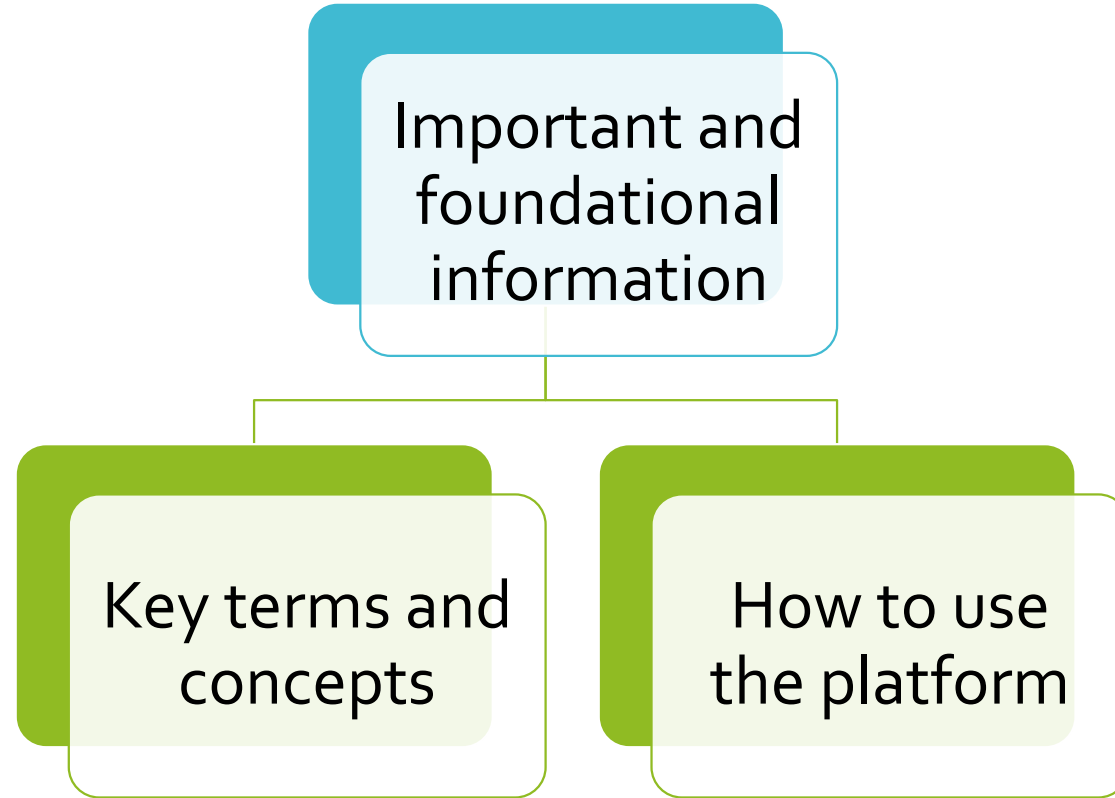 Important and
foundational
information
Key terms and
concepts
How to use
the platform